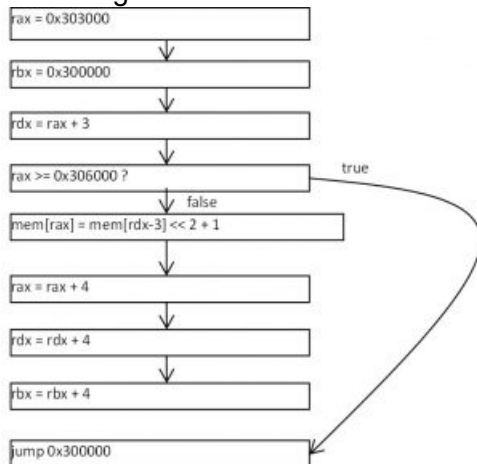 rax = 0x303000
rbx = 0x300000
rdx = rax + 3
rax >= 0x306000 ?
true
false
mem[rax] = mem[rdx-3] << 2 + 1
rax = rax + 4
rdx = rdx + 4
rbx = rbx + 4
jump 0x300000